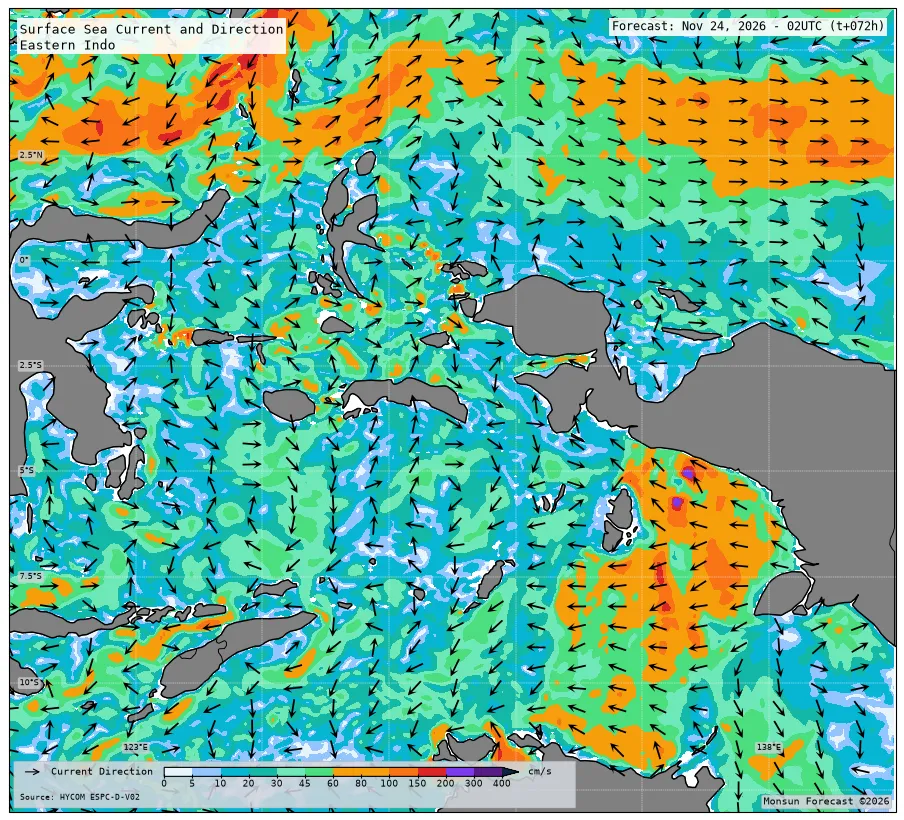 Surface Sea Current and Direction
Eastern Indo
Forecast: Nov 24, 2026 - 02UTC (t+072h)
2.5°N
0°
2.5°S
5°S
7.5°S
10°S
123°E
138°E
Current Direction
0 5 10 20 30 45 60 80 100 150 200 300 400
cm/s
Source: HYCOM ESPC-D-V02
Monsun Forecast ©2026